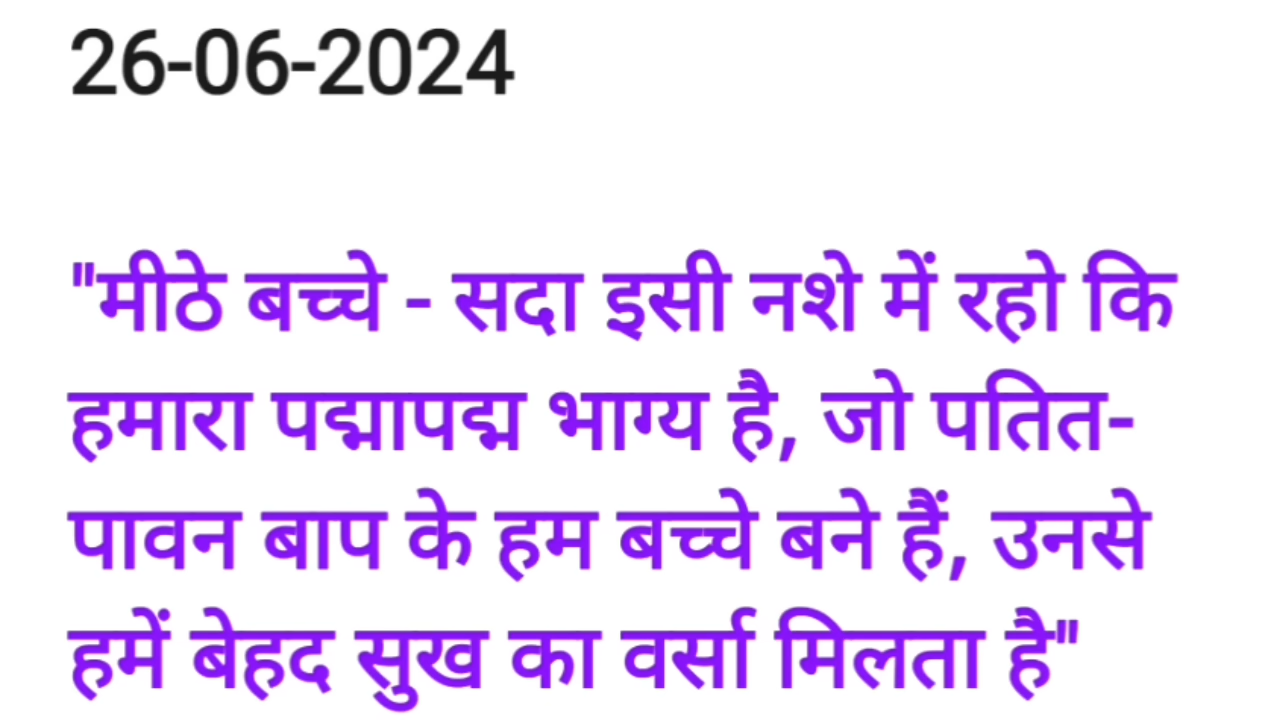 26-06-2024
"मीठे बच्चे - सदा इसी नशे में रहो कि
हमारा पद्मापद्म भाग्य है, जो पतित-
पावन बाप के हम बच्चे बने हैं, उनसे
हमें बेहद सुख का वर्सा मिलता है"